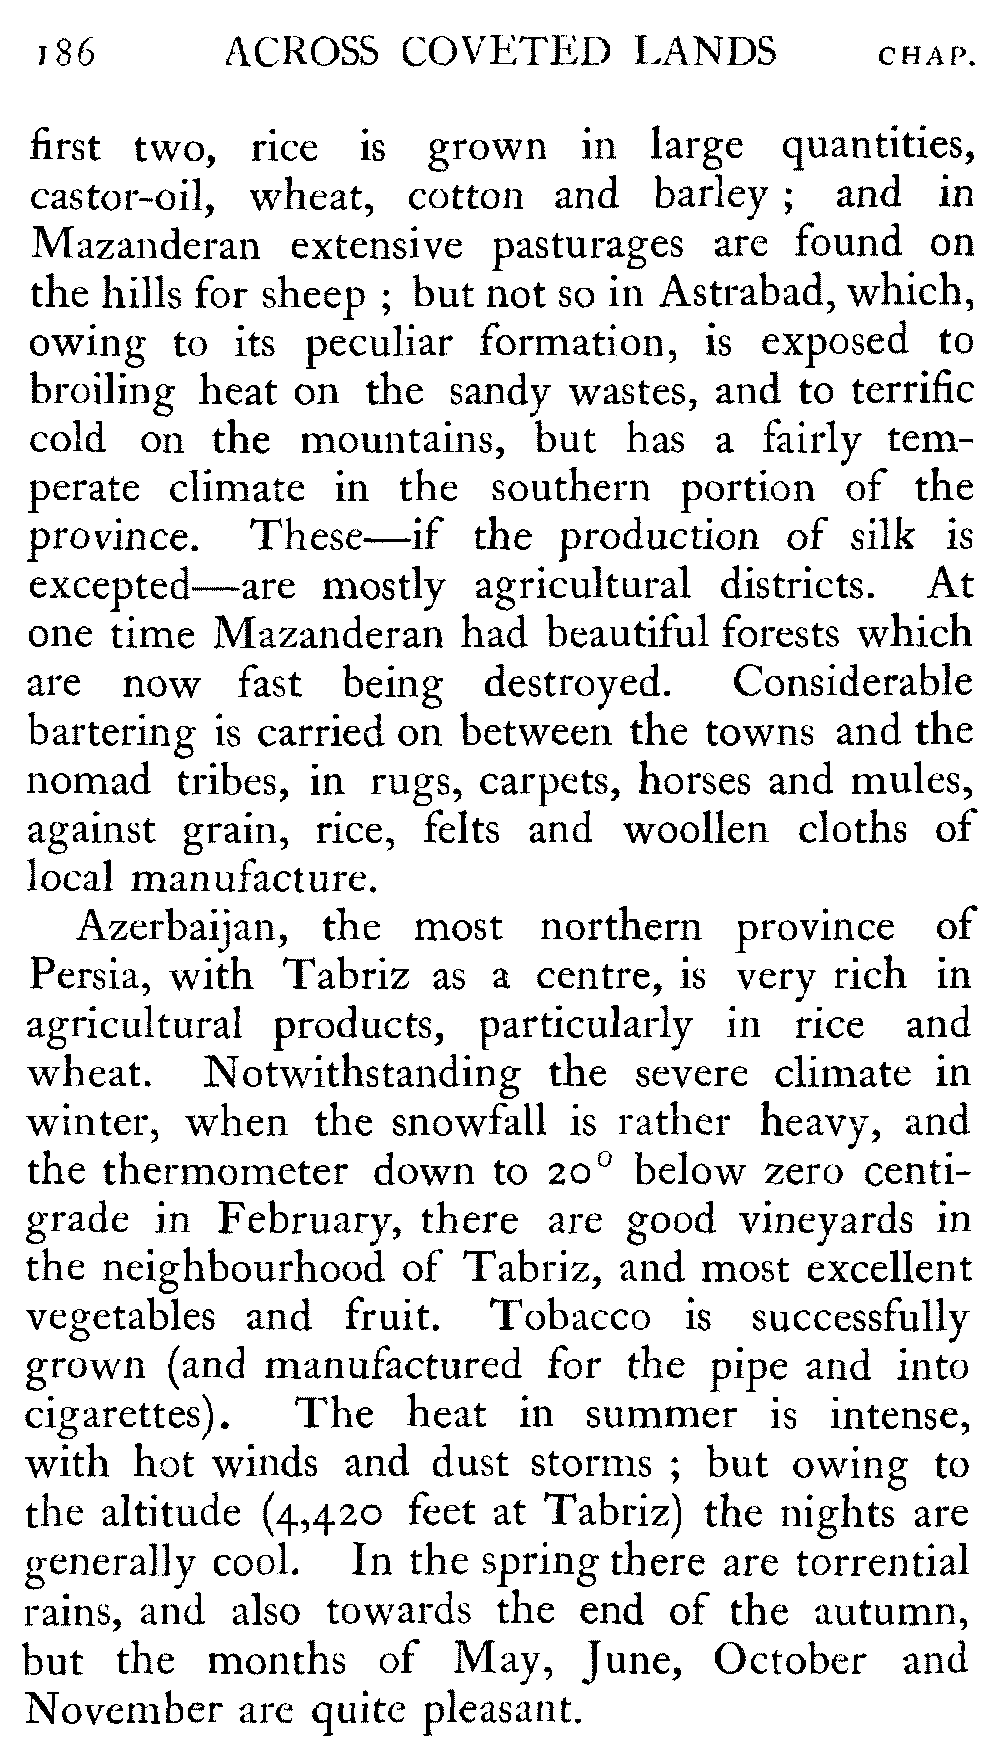 186 ACROSS COVETED LANDS CHAP.
first two, rice is grown in large quantities,
castor-oil, wheat, cotton and barley ; and in
Mazanderan extensive pasturages are found on
the hills for sheep ; but not so in Astrabad, which,
owing to its peculiar formation, is exposed to
broiling heat on the sandy wastes, and to terrific
cold on the mountains, but has a fairly tem-
perate climate in the southern portion of the
province. These—if the production of silk is
excepted—are mostly agricultural districts. At
one time Mazanderan had beautiful forests which
are now fast being destroyed. Considerable
bartering is carried on between the towns and the
nomad tribes, in rugs, carpets, horses and mules,
against grain, rice, felts and woollen cloths of
local manufacture.
Azerbaijan, the most northern province of
Persia, with Tabriz as a centre, is very rich in
agricultural products, particularly in rice and
wheat. Notwithstanding the severe climate in
winter, when the snowfall is rather heavy, and
the thermometer down to 20° below zero centi-
grade in February, there are good vineyards in
the neighbourhood of Tabriz, and most excellent
vegetables and fruit. Tobacco is successfully
grown (and manufactured for the pipe and into
cigarettes). The heat in summer is intense,
with hot winds and dust storms ; but owing to
the altitude (4,420 feet at Tabriz) the nights are
generally cool. In the spring there are torrential
rains, and also towards the end of the autumn,
but the months of May, June, October and
November are quite pleasant.